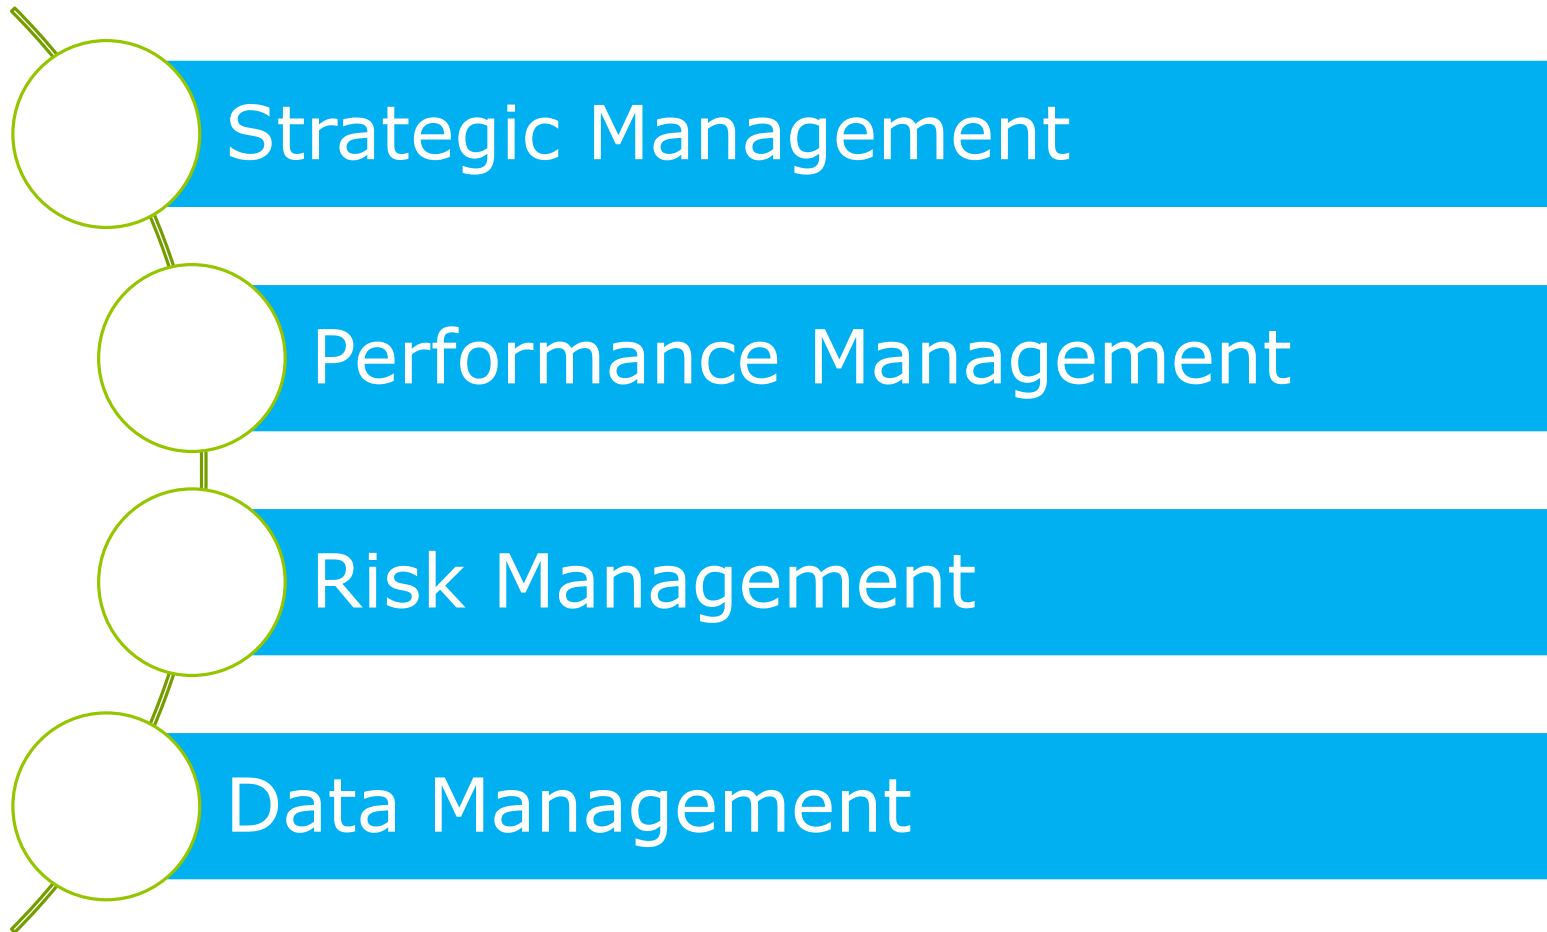 Strategic Management
Performance Management
Risk Management
Data Management